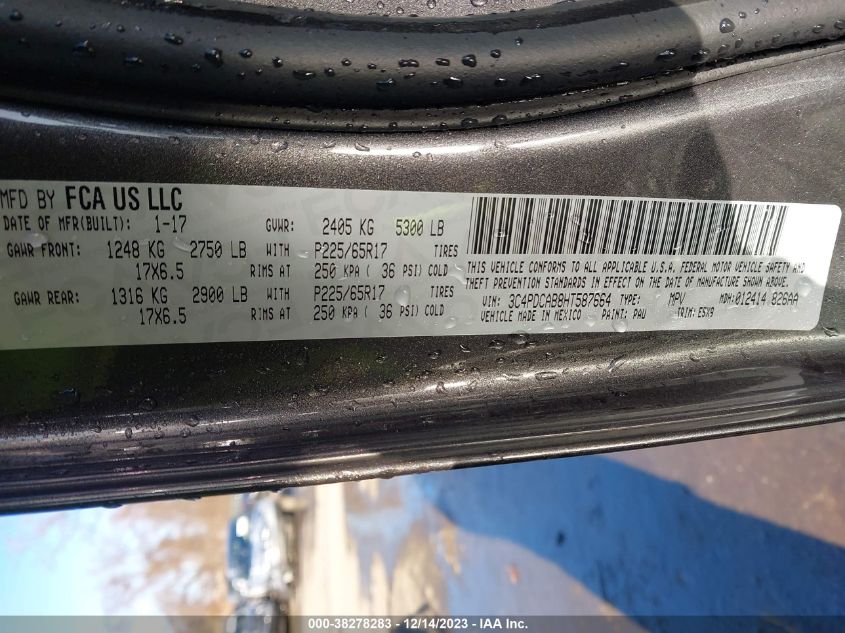 MFD BY FCA US LLC
DATE OF MFR(BUILT): 1-17 GVWR: 2405 KG 5300 LB
GAWR FRONT: 1248 KG 2750 LB WITH P225/65R17 TIRES
17X6.5 RIMS AT 250 KPA ( 36 PSI) COLD
GAWR REAR: 1316 KG 2900 LB WITH P225/65R17 TIRES
17X6.5 RIMS AT 250 KPA ( 36 PSI) COLD
THIS VEHICLE CONFORMS TO ALL APPLICABLE U.S.A. FEDERAL MOTOR VEHICLE SAFETY AND
THEFT PREVENTION STANDARDS IN EFFECT ON THE DATE OF MANUFACTURE SHOWN ABOVE.
VIN: 3C4PDCAB8HT587664 TYPE: MPV MDH:012414 826AA
VEHICLE MADE IN MEXICO PAINT: PAU TRIM: E5X9
000-38278283 - 12/14/2023 - IAAI.com